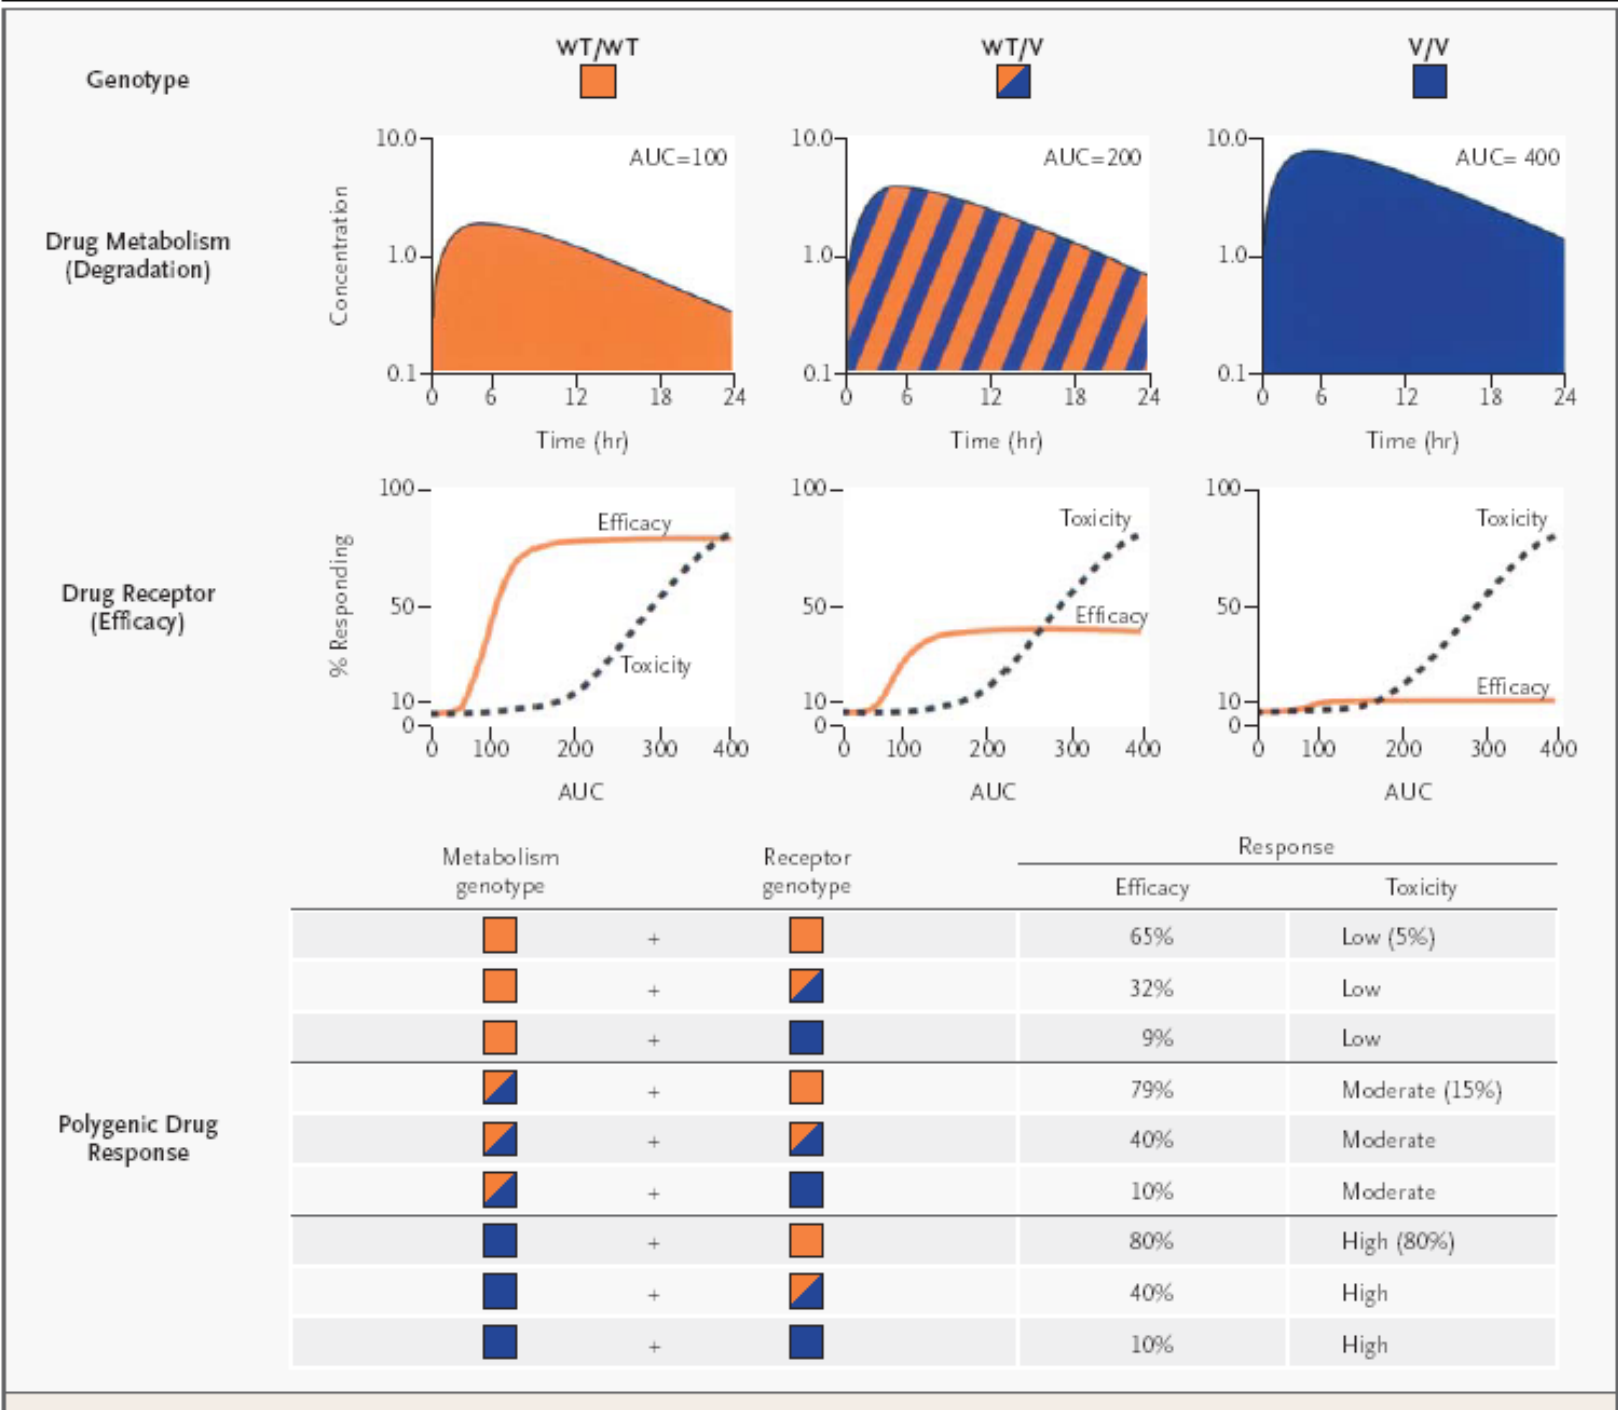 WT/WT WT/V V/V
Genotype
10.0 AUC=100 10.0 AUC=200 10.0 AUC= 400
Drug Metabolism
(Degradation)
Concentration
1.0 1.0 1.0
0.1 0.1 0.1
0 6 12 18 24 0 6 12 18 24 0 6 12 18 24
Time (hr) Time (hr) Time (hr)
100 100 100
Efficacy Toxicity Toxicity
Drug Receptor
(Efficacy)
% Responding
50 50 Efficacy 50
Toxicity
10 10 10 Efficacy
0 0 0
0 100 200 300 400 0 100 200 300 400 0 100 200 300 400
AUC AUC AUC
Metabolism
genotype
Receptor
genotype
Response
Efficacy Toxicity
+ 65% Low (5%)
+ 32% Low
+ 9% Low
Polygenic Drug
Response
+ 79% Moderate (15%)
+ 40% Moderate
+ 10% Moderate
+ 80% High (80%)
+ 40% High
+ 10% High